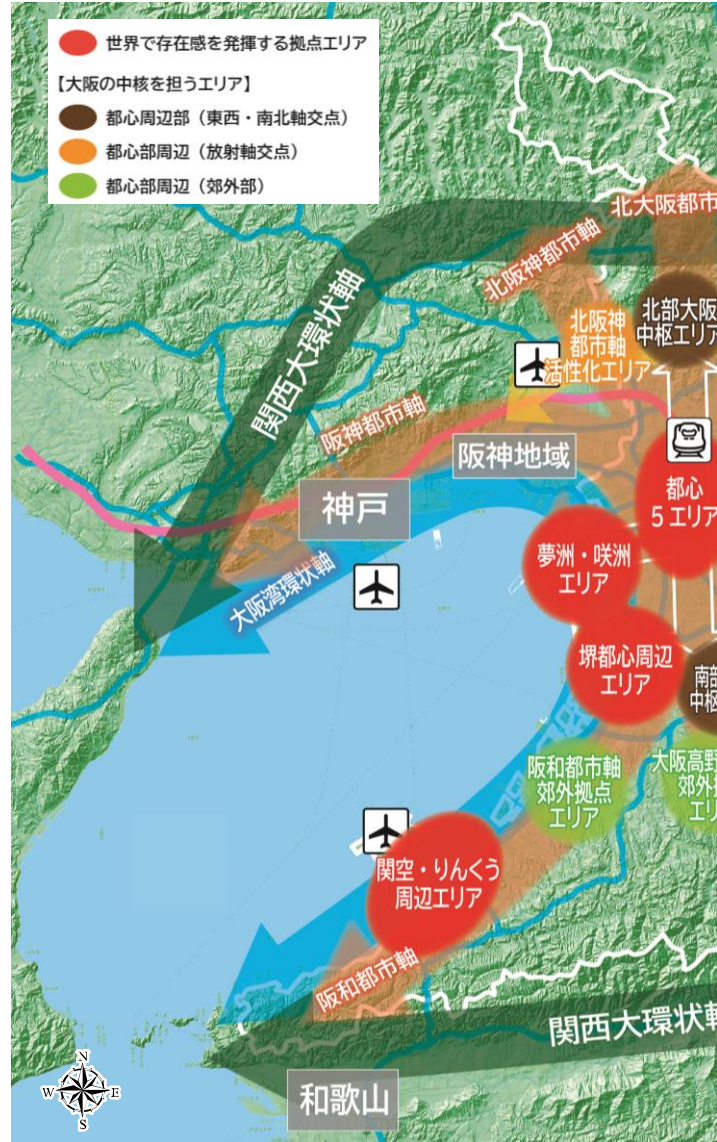 世界で存在感を発揮する拠点エリア
【大阪の中核を担うエリア】
都心周辺部（東西・南北軸交点）
都心部周辺（放射軸交点）
都心部周辺（郊外部）
北大阪都市
北阪神都市軸
関西大環状軸
北部大阪
中枢エリア
北阪神
都市軸
活性化エリア
阪神都市軸
阪神地域
都心
5エリア
神戸
夢洲・咲洲
エリア
大阪湾環状軸
堺都心周辺
エリア
南部
中枢
阪和都市軸
郊外拠点
エリア
大阪高野
郊外
エリ
関空・りんくう
周辺エリア
阪和都市軸
関西大環状軸
和歌山
N
W
E
S